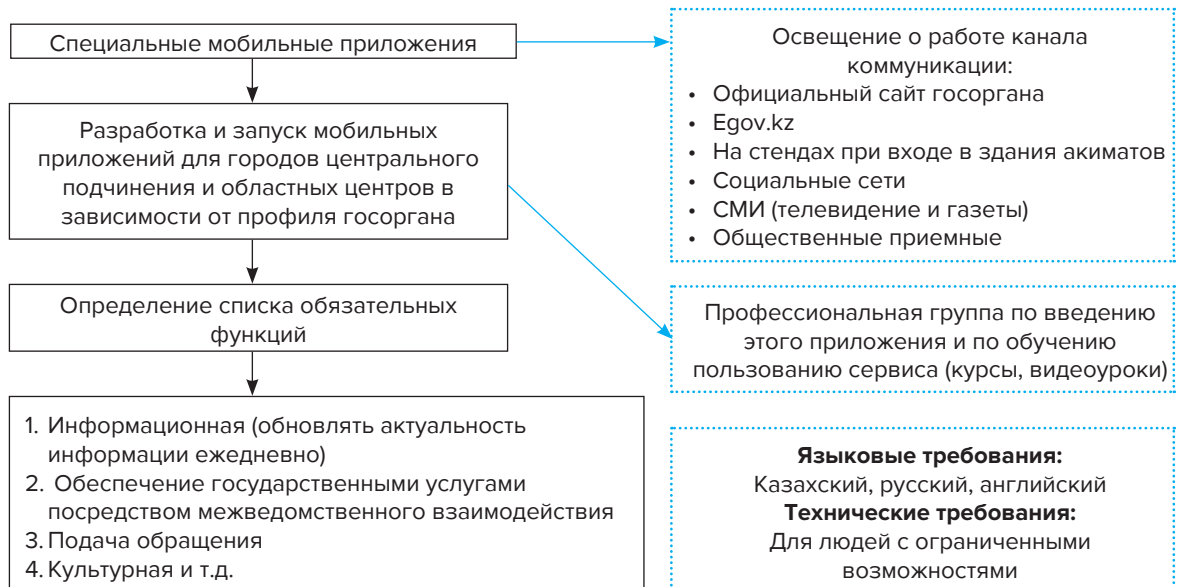 Специальные мобильные приложения
Разработка и запуск мобильных
приложений для городов центрального
подчинения и областных центров в
зависимости от профиля госоргана
Определение списка обязательных
функций
1. Информационная (обновлять актуальность
информации ежедневно)
2. Обеспечение государственными услугами
посредством межведомственного взаимодействия
3. Подача обращения
4. Культурная и т.д.
Освещение о работе канала
коммуникации:
• Официальный сайт госоргана
• Egov.kz
• На стендах при входе в здания акиматов
• Социальные сети
• СМИ (телевидение и газеты)
• Общественные приемные
Профессиональная группа по введению
этого приложения и по обучению
пользованию сервиса (курсы, видеоуроки)
Языковые требования:
Казахский, русский, английский
Технические требования:
Для людей с ограниченными
возможностями